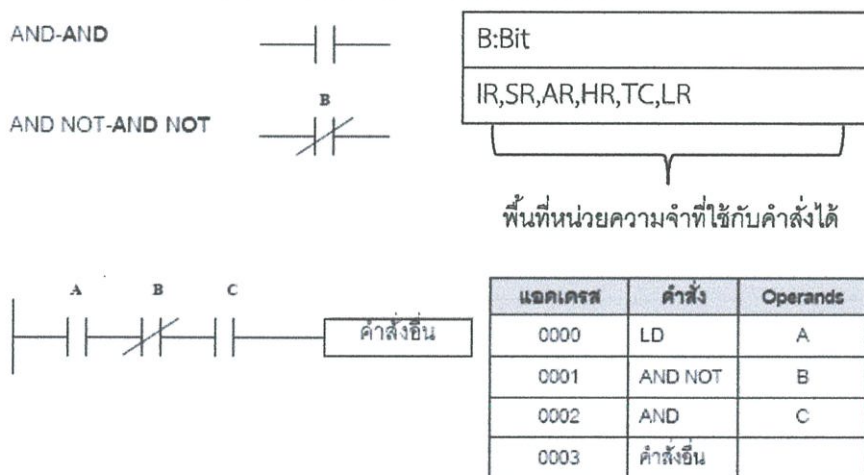 AND-AND
B:Bit
IR,SR,AR,HR,TC,LR
B
AND NOT-AND NOT
พื้นที่หน่วยความจำที่ใช้กับคำสั่งได้
A B C
คำสั่งอื่น
แอดเดรส คำสั่ง Operands
0000 LD A
0001 AND NOT B
0002 AND C
0003 คำสั่งอื่น